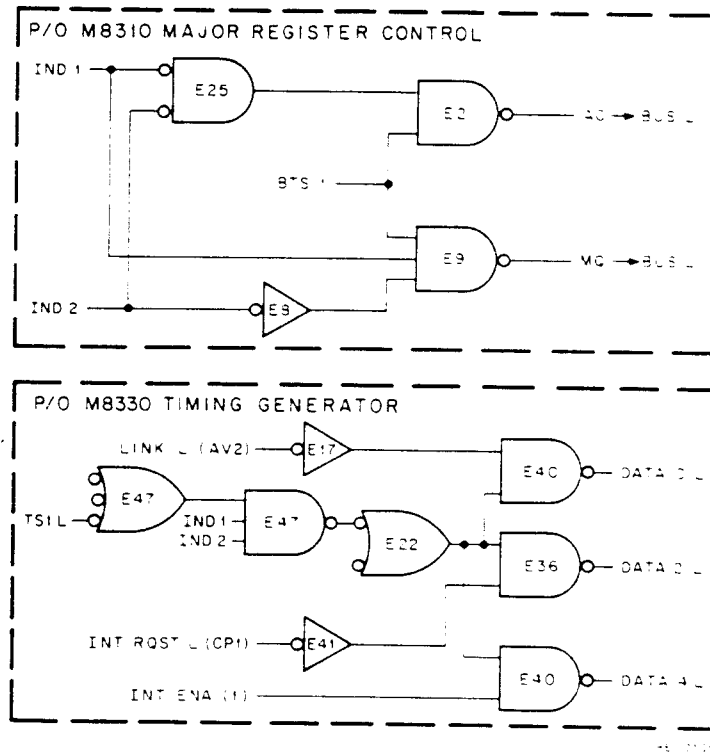 P/O M8310 MAJOR REGISTER CONTROL
IND 1
E25
E2
AC → BUS L
BTS 1
E9
MQ → BUS L
IND 2
E8
P/O M8330 TIMING GENERATOR
LINK L (AV2)
E17
E40
DATA 0 L
E47
TS1 L
IND 1
IND 2
E47
E22
E36
DATA 2 L
INT RQST L (CP1)
E41
E40
DATA 4 L
INT ENA (1)